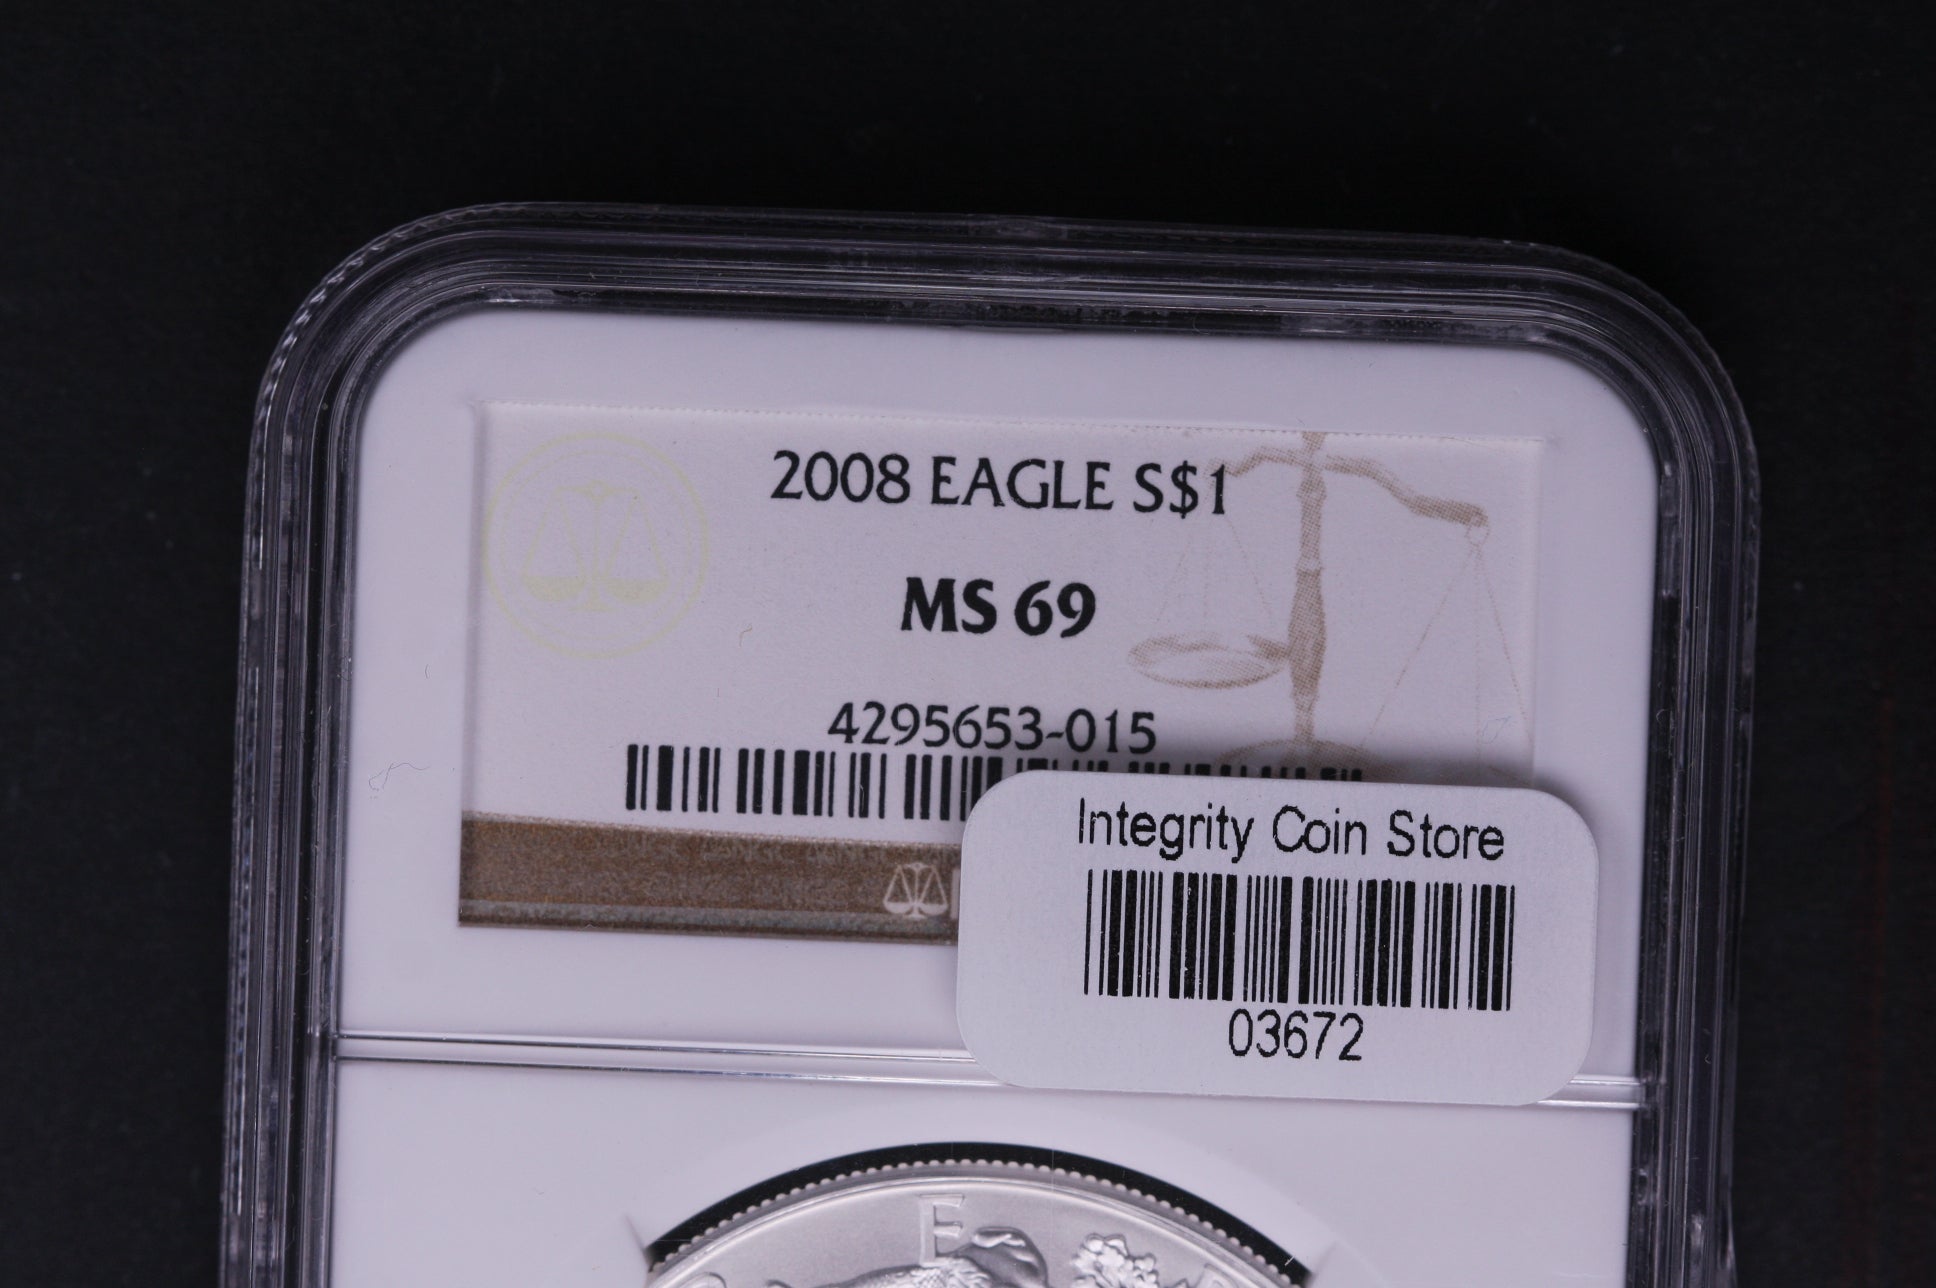 2008 EAGLE S$1
MS 69
4295653-015
Integrity Coin Store
03672
E